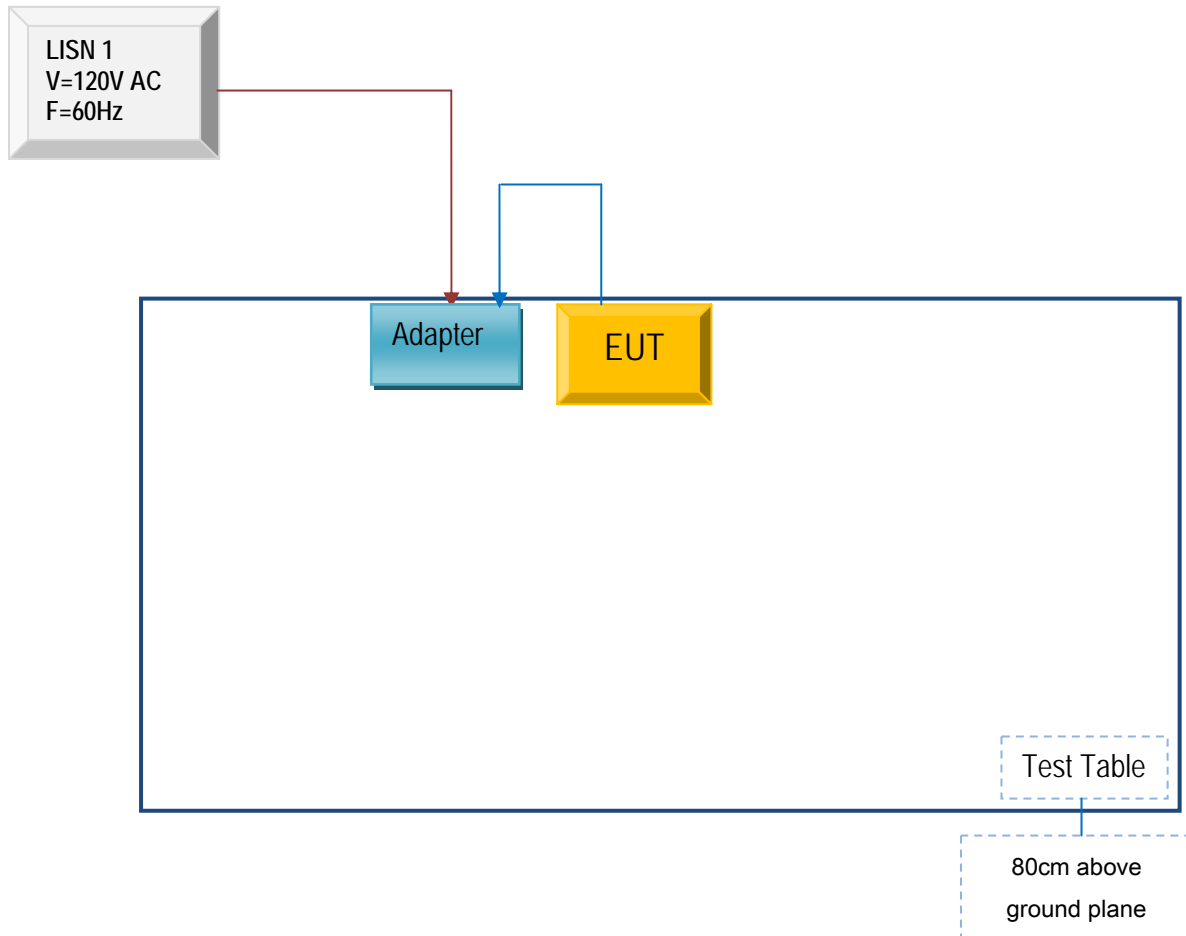 LISN 1
V=120V AC
F=60Hz
Adapter
EUT
Test Table
80cm above
ground plane